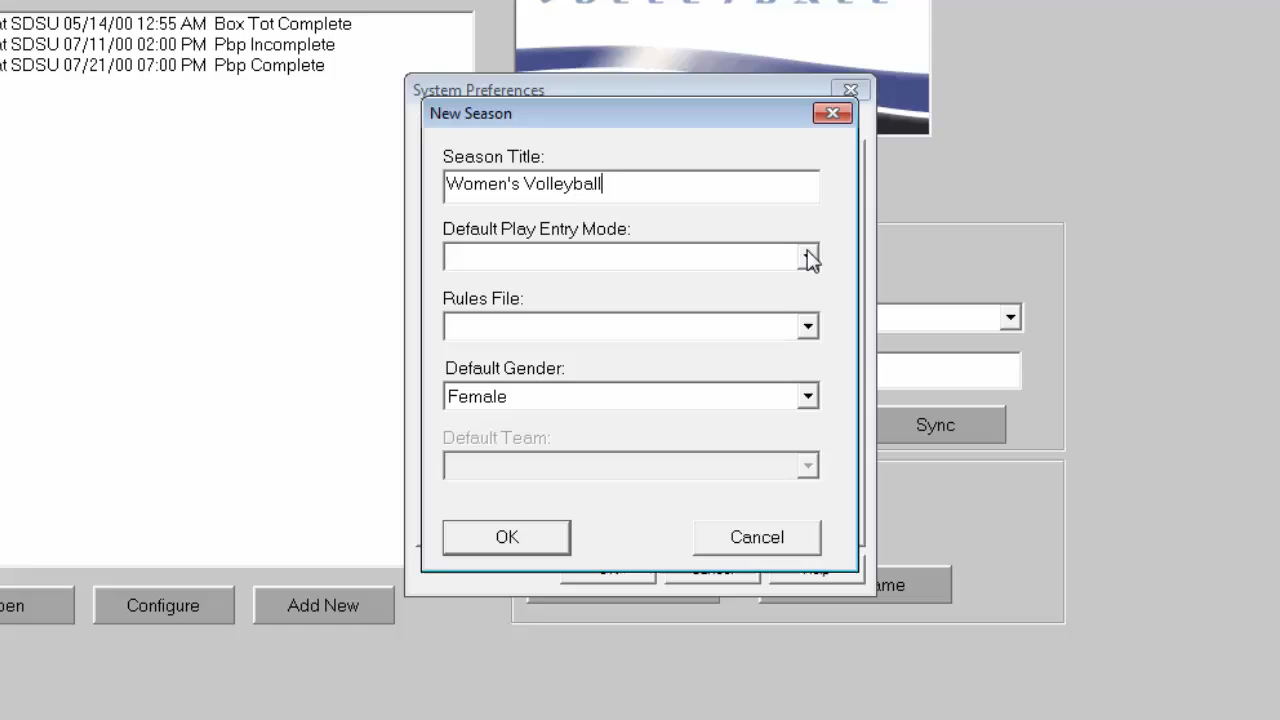 at SDSU 05/14/00 12:55 AM Box Tot Complete
at SDSU 07/11/00 02:00 PM Pbp Incomplete
at SDSU 07/21/00 07:00 PM Pbp Complete
VOLLEYBALL
System Preferences
New Season
Season Title:
Women's Volleyball
Default Play Entry Mode:
Rules File:
Default Gender:
Female
Default Team:
OK
Cancel
Sync
Configure
Add New